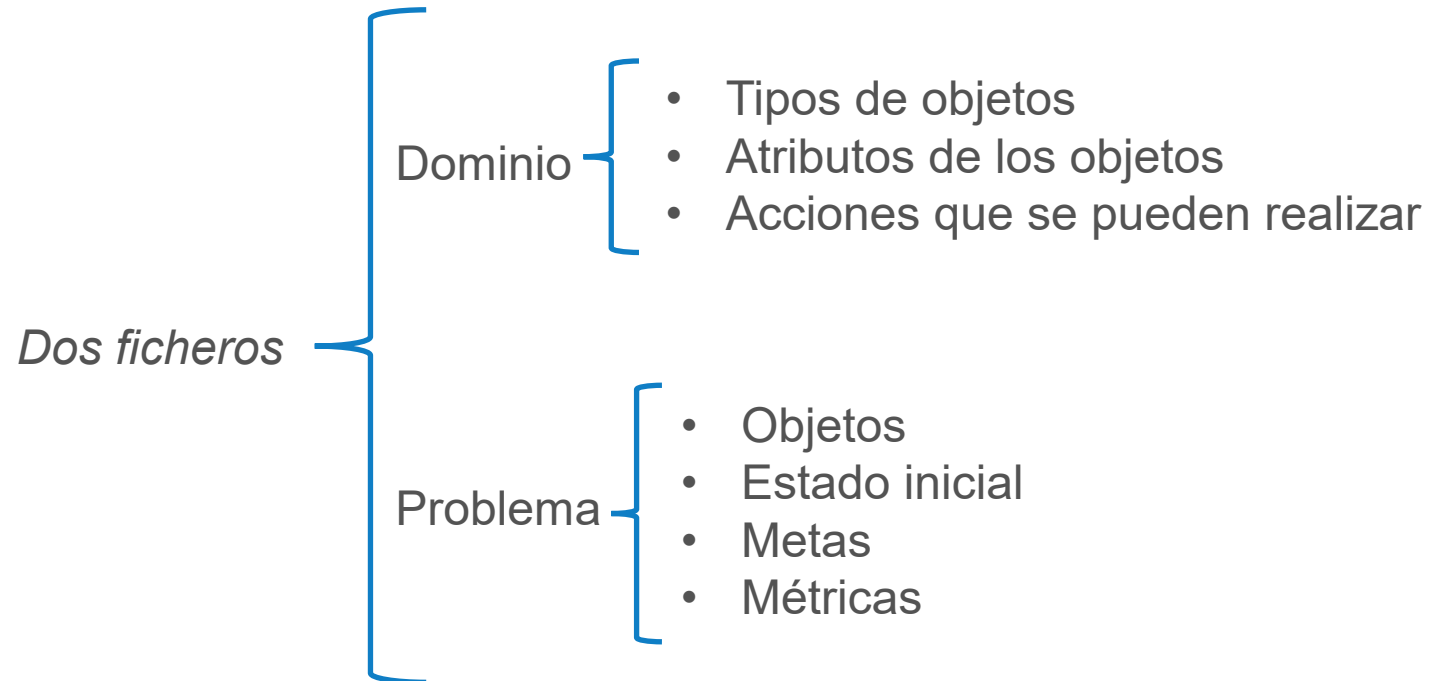 Dos ficheros
Dominio
• Tipos de objetos
• Atributos de los objetos
• Acciones que se pueden realizar
Problema
• Objetos
• Estado inicial
• Metas
• Métricas